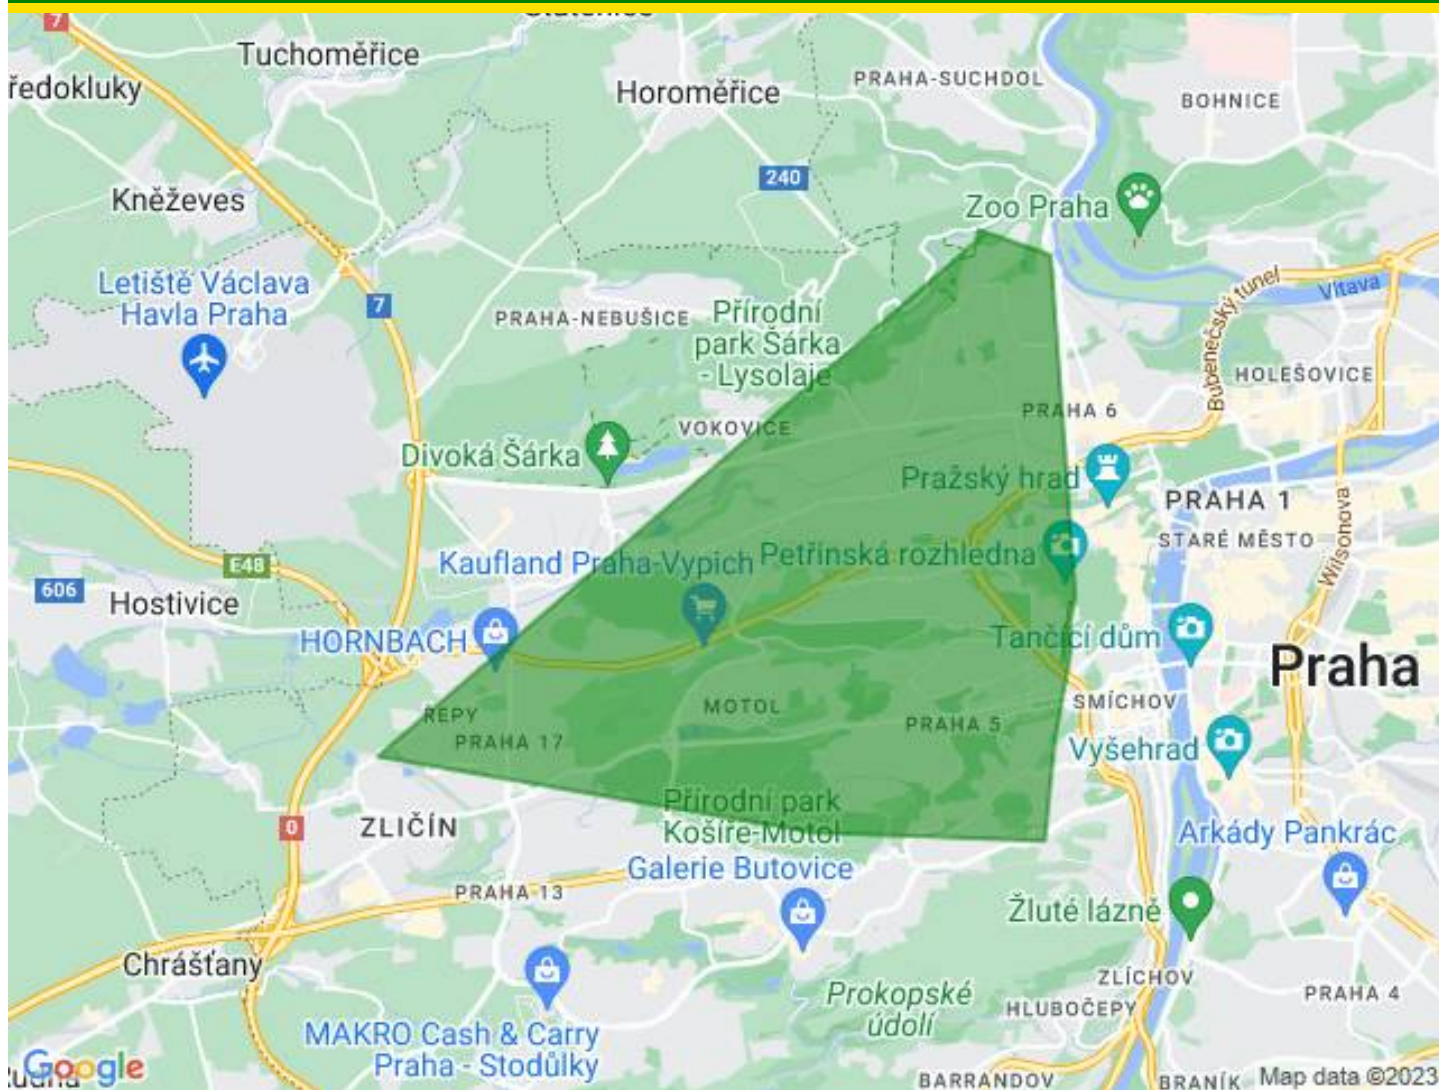 7
Tuchoměřice
ředokluky
Horoměřice
PRAHA-SUCHDOL
BOHNICE
240
Kněževes
Zoo Praha
Letiště Václava
Havla Praha
7
PRAHA-NEBUŠICE
Přírodní
park Šárka
- Lysolaje
Bubenečský tunel
Vltava
HOLEŠOVICE
PRAHA 6
VOKOVICE
Divoká Šárka
Pražský hrad
PRAHA 1
STARÉ MĚSTO
Wilsonova
Kaufland Praha-Vypich
Petřínská rozhledna
E48
606
Hostivice
HORNBACH
Tančící dům
Praha
ŘEPY
PRAHA 17
MOTOL
PRAHA 5
SMÍCHOV
Vyšehrad
Přírodní park
Košíře-Motol
0
ZLIČÍN
Galerie Butovice
Arkády Pankrác
PRAHA 13
Žluté lázně
Chrášťany
ZLÍCHOV
Prokopské
údolí
HLUBOČEPY
PRAHA 4
MAKRO Cash & Carry
Praha - Stodůlky
Google
BARRANDOV
BRANÍK
Map data ©2023